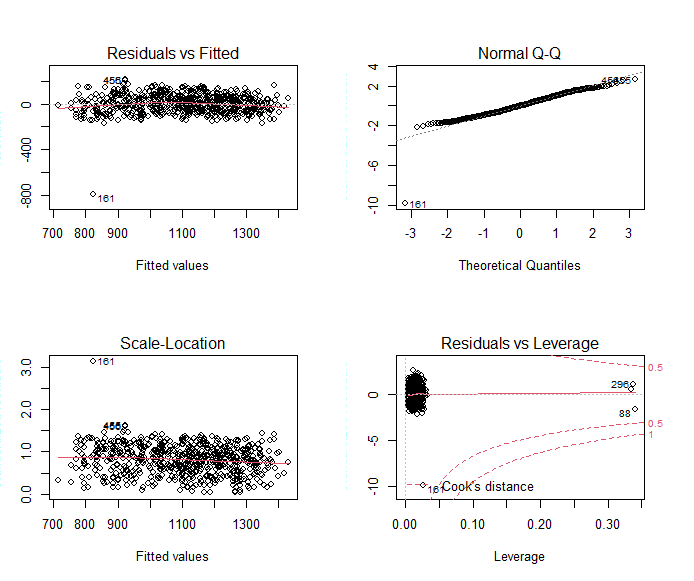 Residuals vs Fitted
456
161
0
-400
-800
700 800 900 1100 1300
Fitted values
Normal Q-Q
161
4
2
-2
-6
-10
-3 -2 -1 0 1 2 3
Theoretical Quantiles
Scale-Location
161
3.0
2.0
1.0
0.0
700 800 900 1100 1300
Fitted values
Residuals vs Leverage
296
88
161
Cook's distance
0.5
0.5
1
0
-5
-10
0.00 0.10 0.20 0.30
Leverage